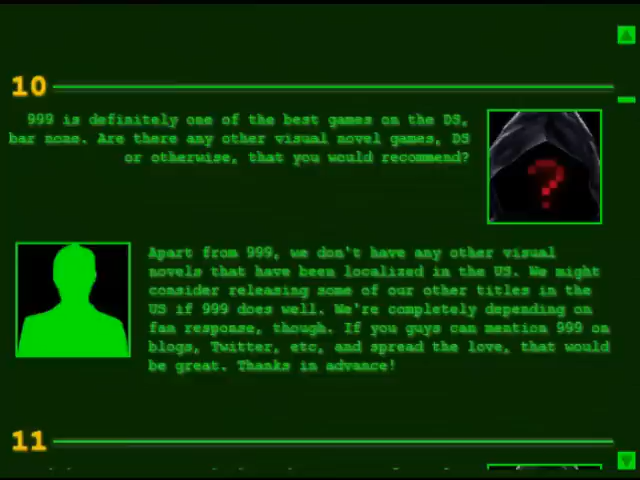 10
999 is definitely one of the best games on the DS,
bar none. Are there any other visual novel games, DS
or otherwise, that you would recommend?
?
Apart from 999, we don't have any other visual
novels that have been localized in the US. We might
consider releasing some of our other titles in the
US if 999 does well. We're completely depending on
fan response, though. If you guys can mention 999 on
blogs, Twitter, etc, and spread the love, that would
be great. Thanks in advance!
11